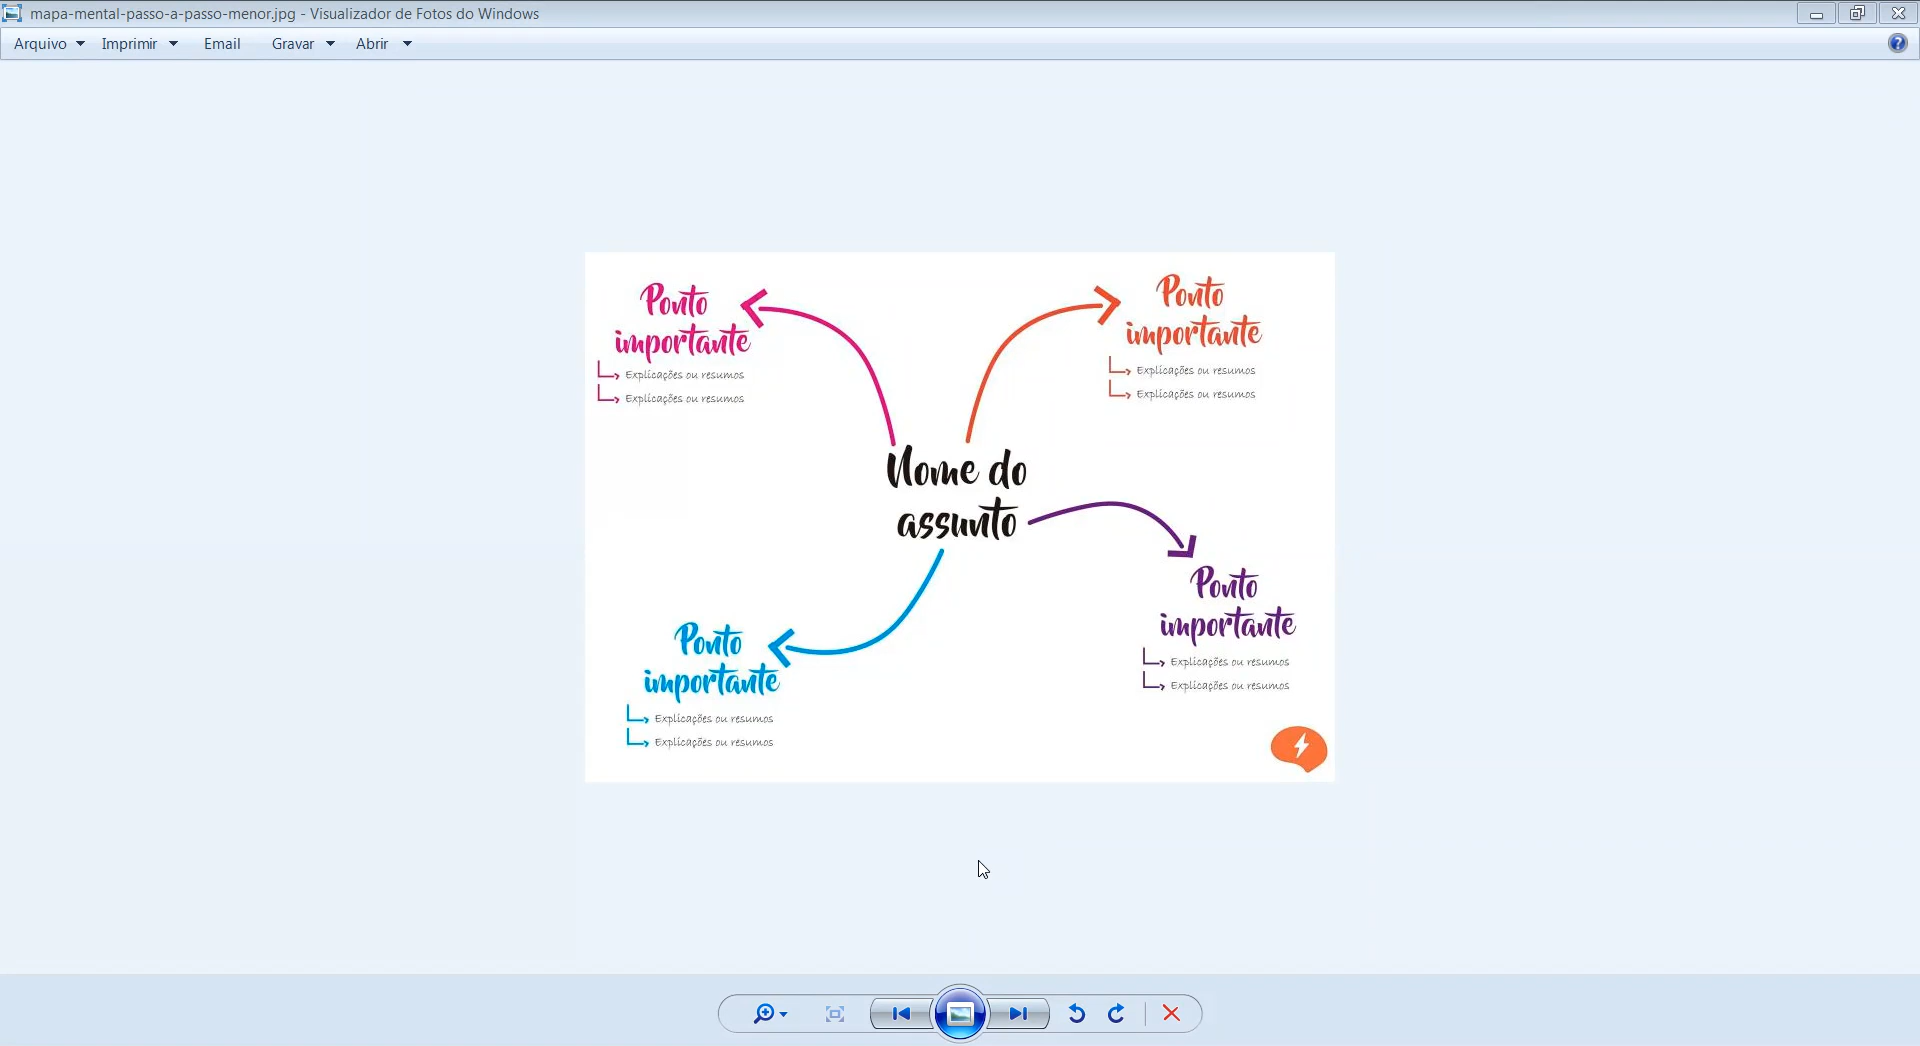 mapa-mental-passo-a-passo-menor.jpg - Visualizador de Fotos do Windows
Arquivo Imprimir Email Gravar Abrir
Ponto
importante
Explicações ou resumos
Explicações ou resumos
Ponto
importante
Explicações ou resumos
Explicações ou resumos
Nome do
assunto
Ponto
importante
Explicações ou resumos
Explicações ou resumos
Ponto
importante
Explicações ou resumos
Explicações ou resumos